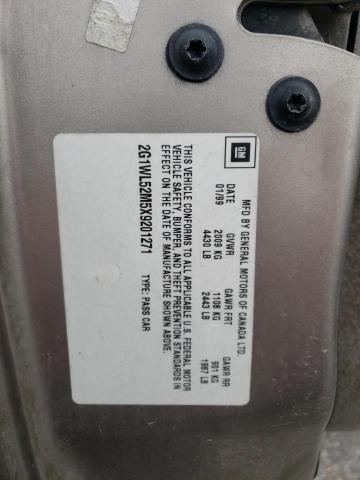 GM
MFD BY GENERAL MOTORS OF CANADA LTD.
DATE GVWR GAWR FRT GAWR RR
01/99 2009 KG 1108 KG 901 KG
4430 LB 2443 LB 1987 LB
THIS VEHICLE CONFORMS TO ALL APPLICABLE U.S. FEDERAL MOTOR
VEHICLE SAFETY, BUMPER, AND THEFT PREVENTION STANDARDS IN
EFFECT ON THE DATE OF MANUFACTURE SHOWN ABOVE.
2G1WL52M5X9201271 TYPE: PASS CAR